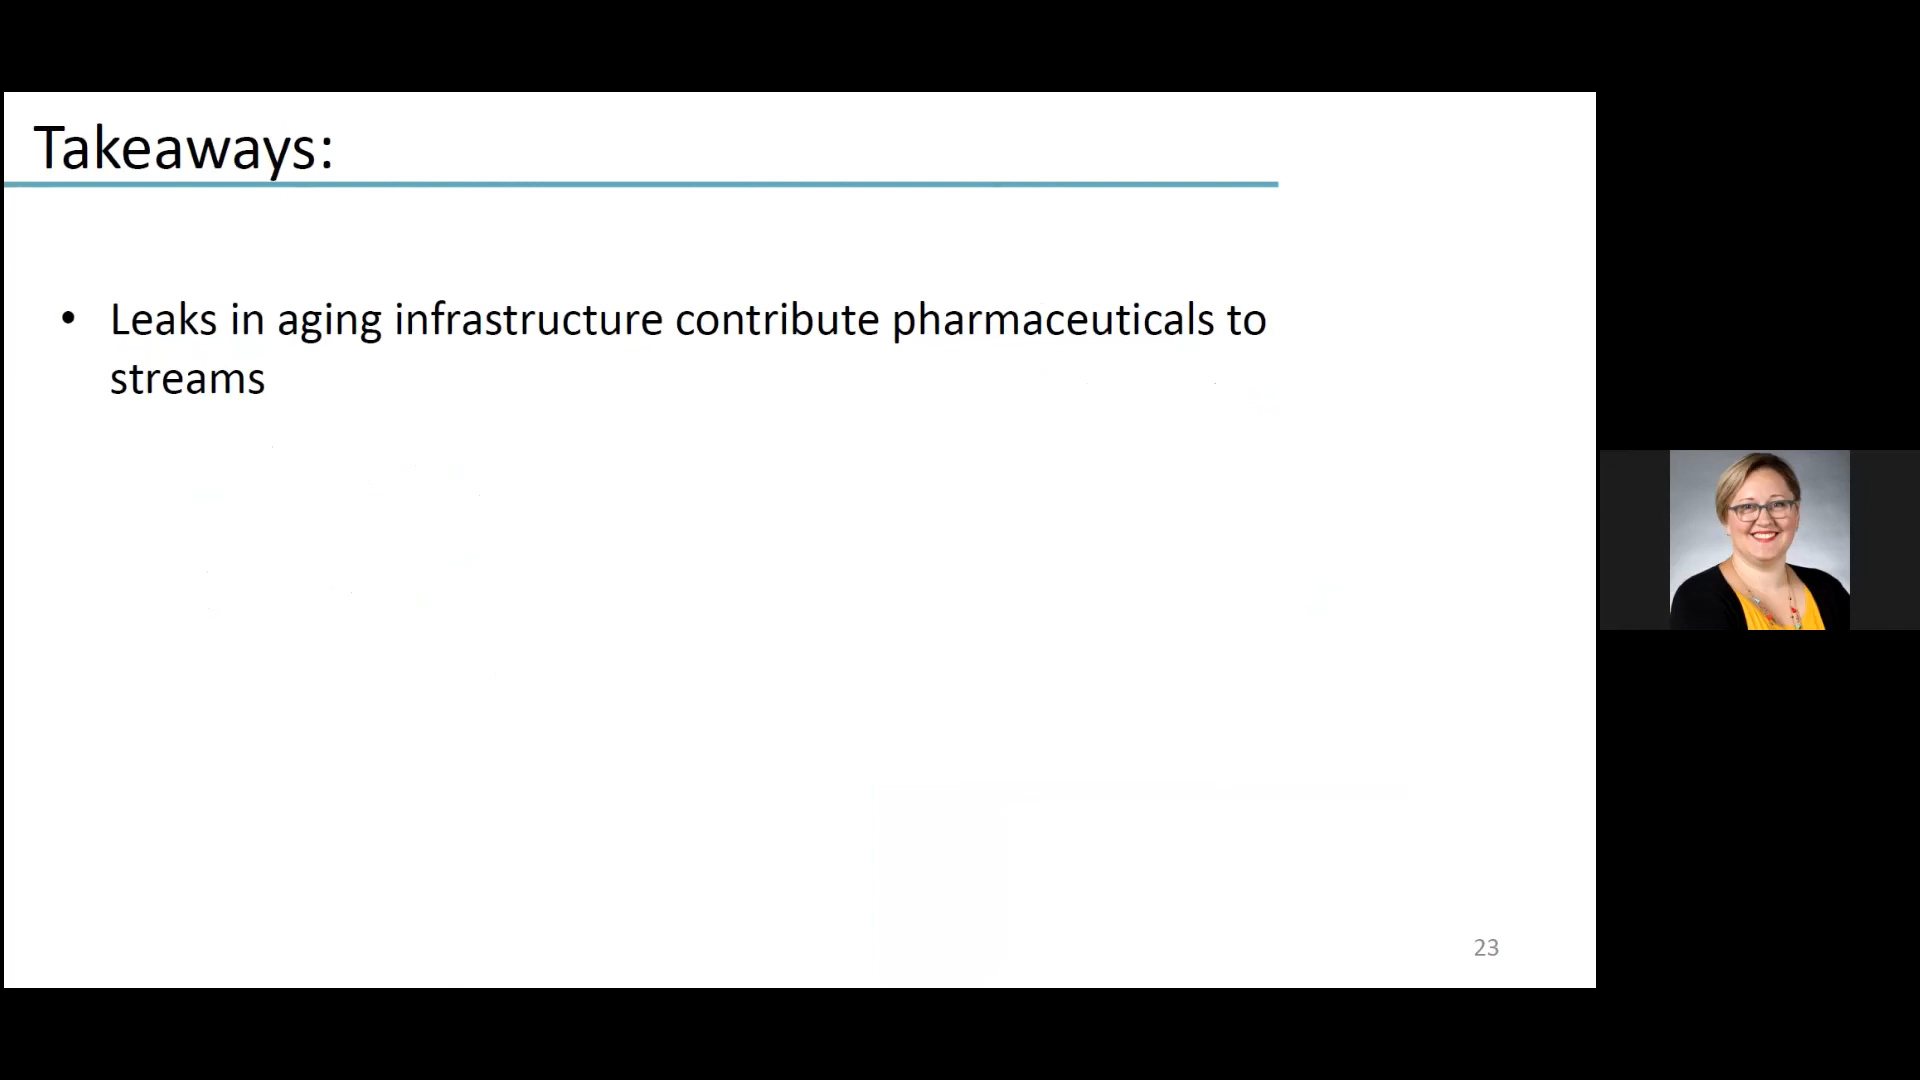 Takeaways:
• Leaks in aging infrastructure contribute pharmaceuticals to
streams
23